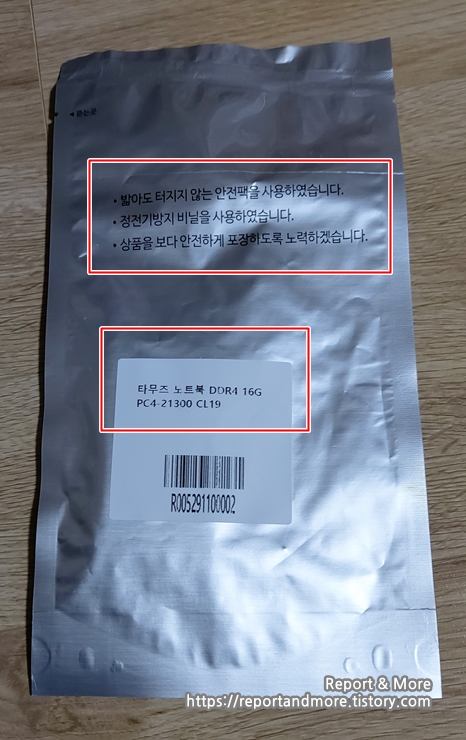 ◀뜯는곳
• 밟아도 터지지 않는 안전팩을 사용하였습니다.
• 정전기방지 비닐을 사용하였습니다.
• 상품을 보다 안전하게 포장하도록 노력하겠습니다.
타무즈 노트북 DDR4 16G
PC4-21300 CL19
R005291100002
Report & More
https://reportandmore.tistory.com